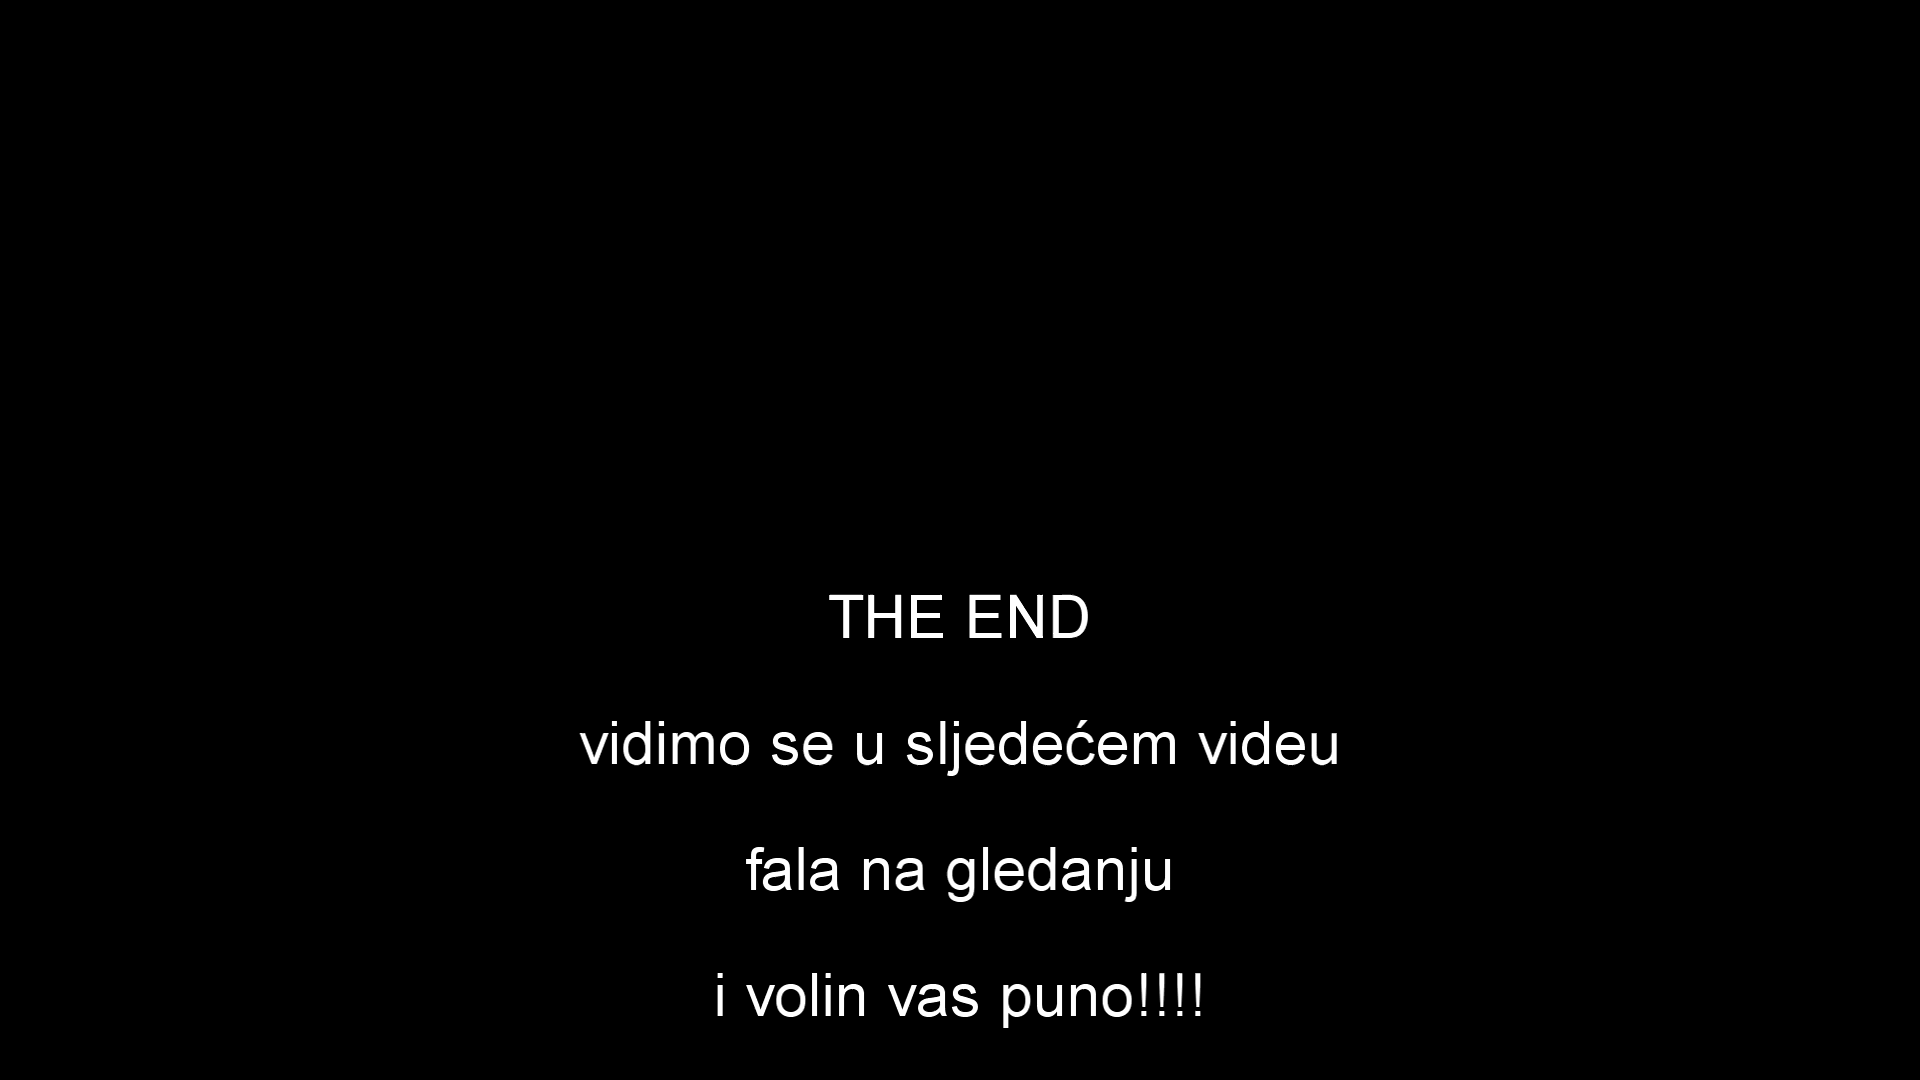 THE END
vidimo se u sljedećem videu
fala na gledanju
i volin vas puno!!!!